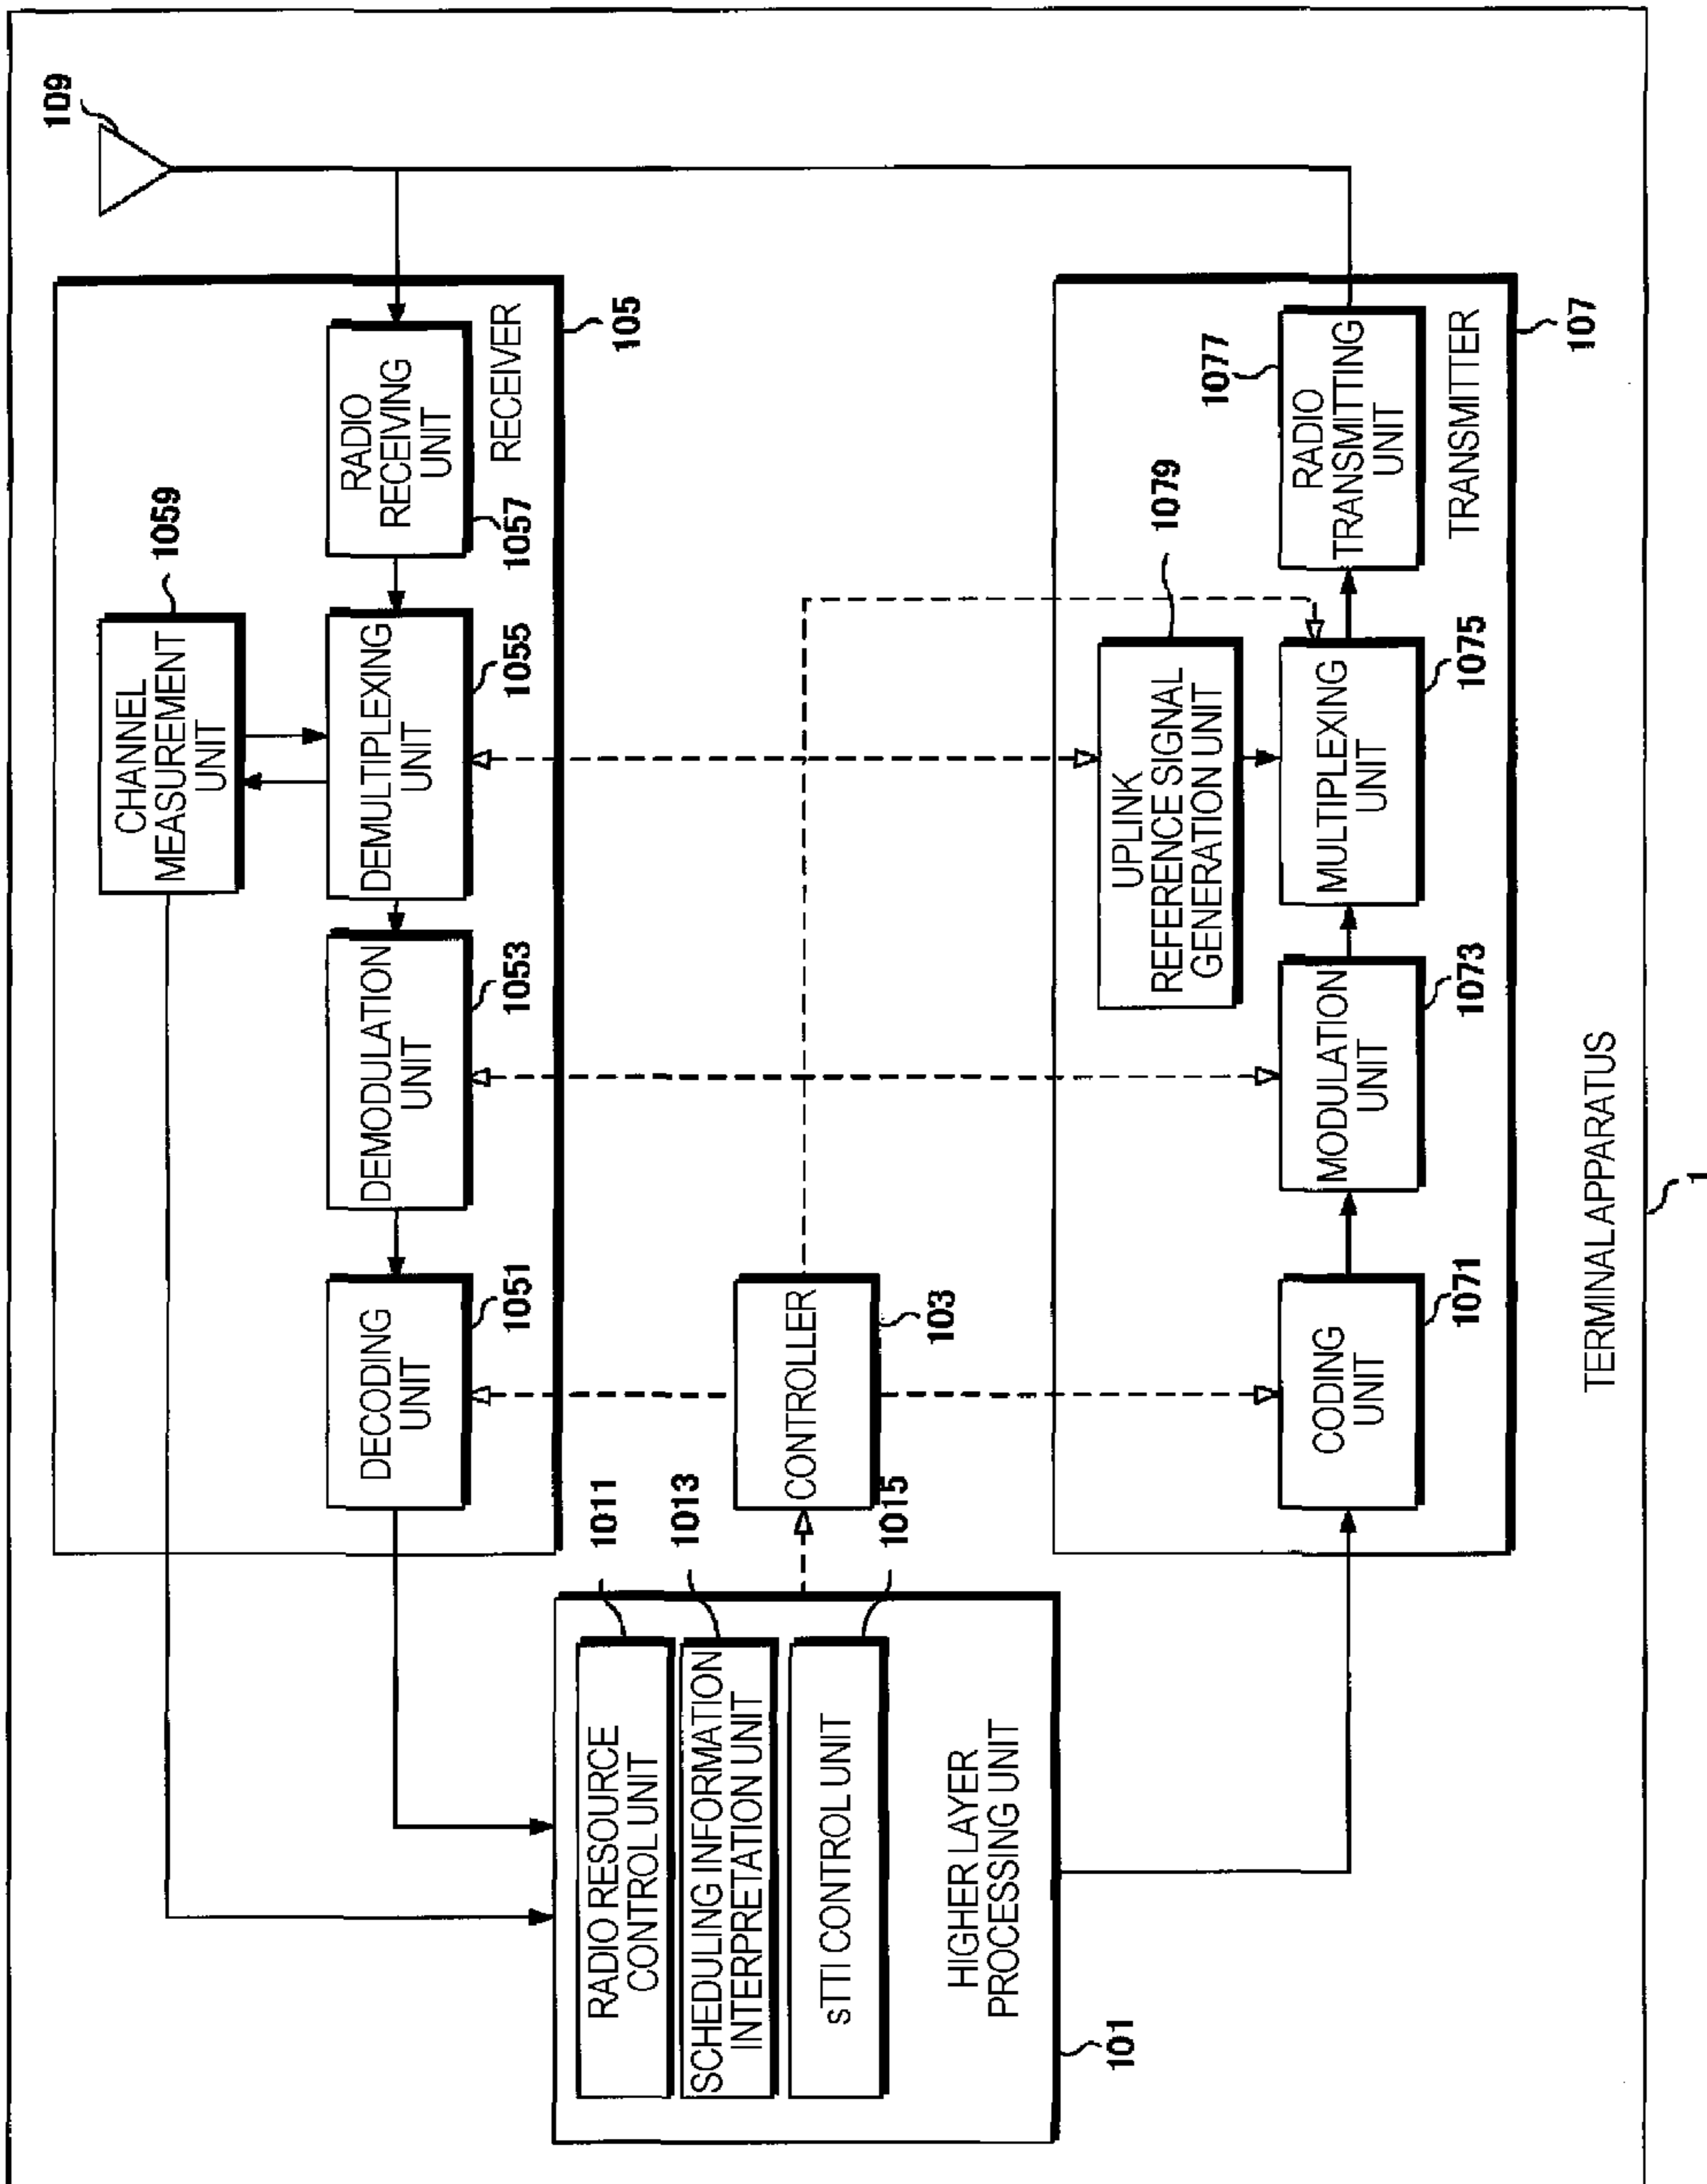 109
CHANNEL
MEASUREMENT
UNIT
1059
DECODING
UNIT
1051
DEMODULATION
UNIT
1053
DEMULTIPLEXING
UNIT
1055
RADIO
RECEIVING
UNIT
1057
RECEIVER
105
RADIO RESOURCE
CONTROL UNIT
1011
SCHEDULING INFORMATION
INTERPRETATION UNIT
1013
sTTI CONTROL UNIT
1015
HIGHER LAYER
PROCESSING UNIT
101
CONTROLLER
103
UPLINK
REFERENCE SIGNAL
GENERATION UNIT
1079
CODING
UNIT
1071
MODULATION
UNIT
1073
MULTIPLEXING
UNIT
1075
RADIO
TRANSMITTING
UNIT
1077
TRANSMITTER
107
TERMINAL APPARATUS
1